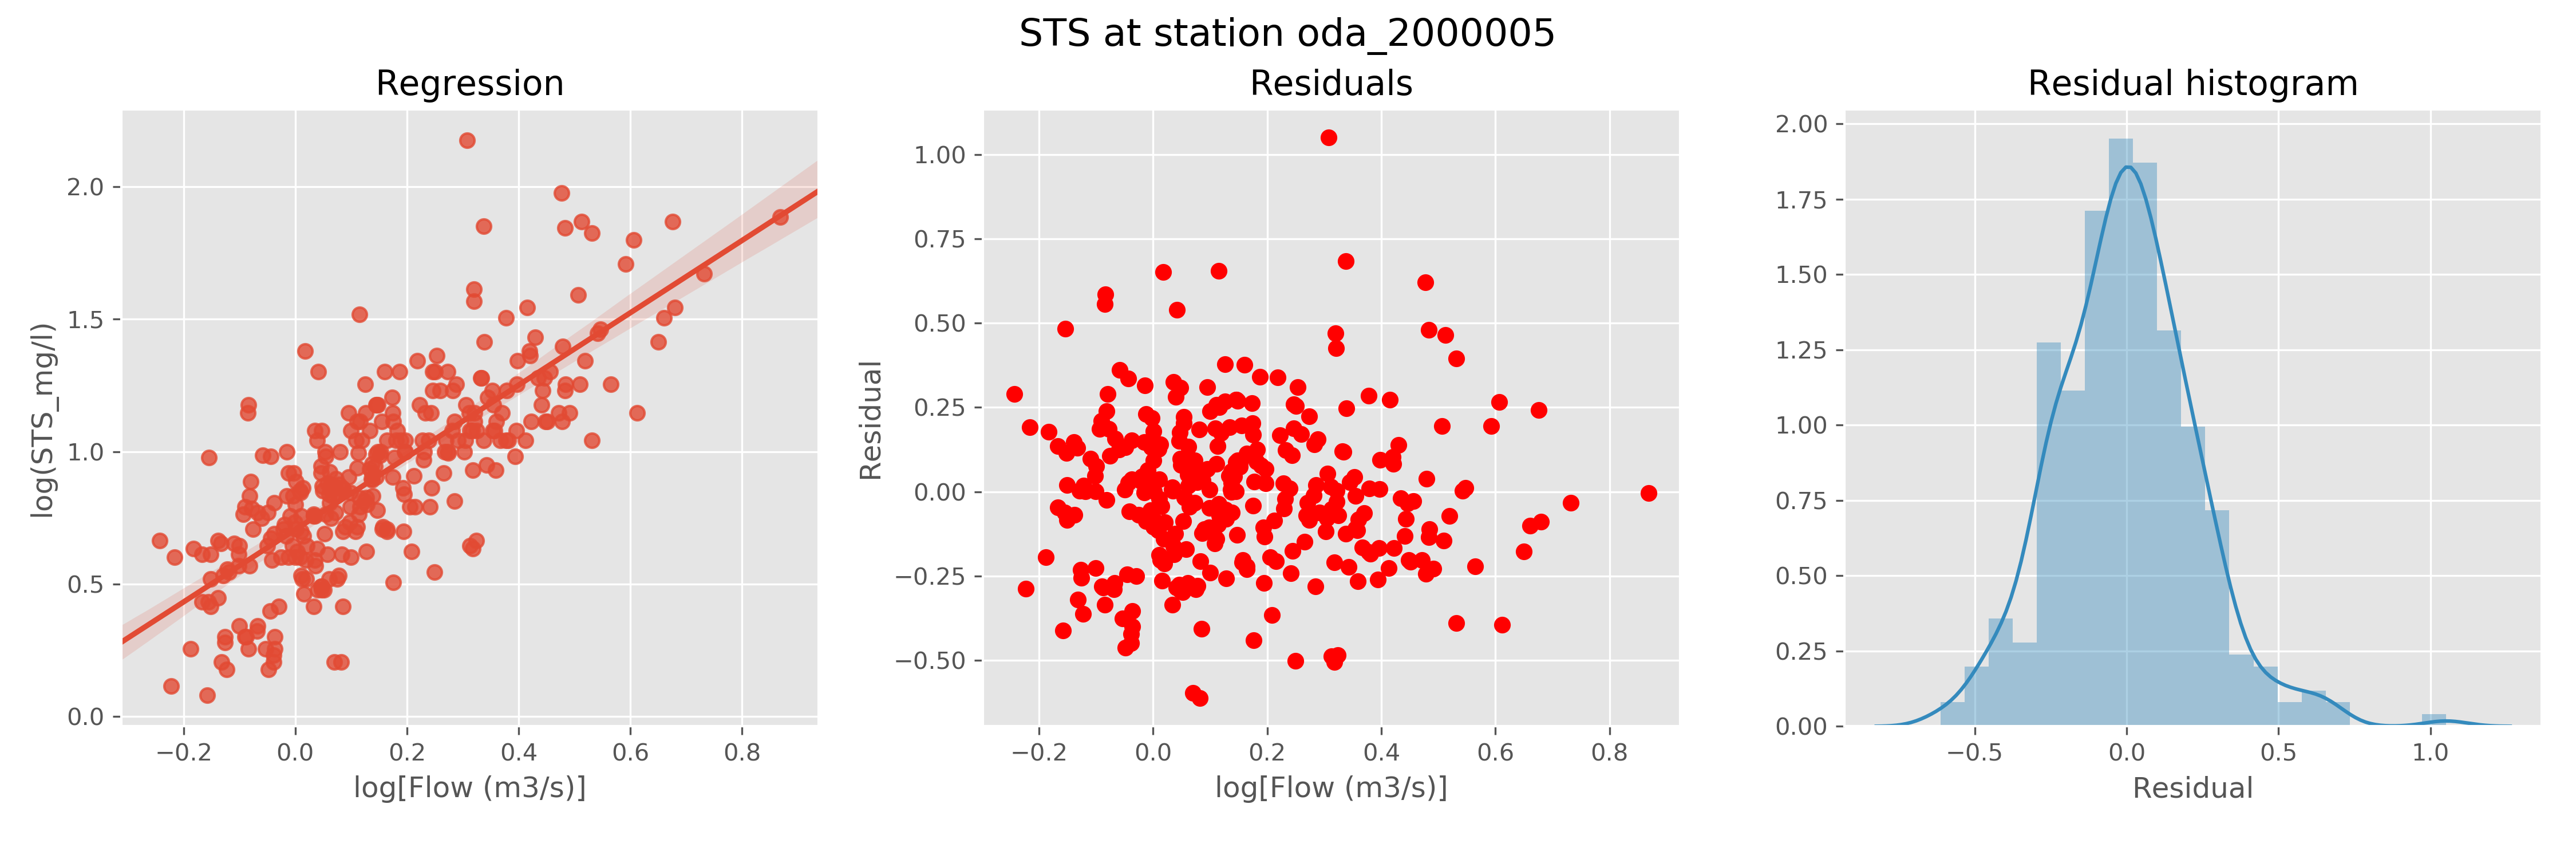 STS at station oda_2000005
Regression
2.0
1.5
1.0
0.5
0.0
log(STS_mg/l)
−0.2 0.0 0.2 0.4 0.6 0.8
log[Flow (m3/s)]
Residuals
1.00
0.75
0.50
0.25
0.00
−0.25
−0.50
Residual
−0.2 0.0 0.2 0.4 0.6 0.8
log[Flow (m3/s)]
Residual histogram
2.00
1.75
1.50
1.25
1.00
0.75
0.50
0.25
0.00
−0.5 0.0 0.5 1.0
Residual